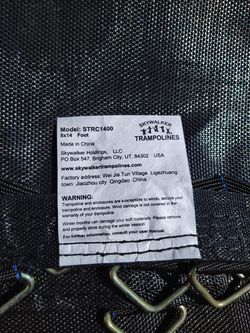 Model: STRC1400
8x14 Foot
Made in China
Skywalker Holdings, LLC
PO Box 547, Brigham City, UT, 84302 USA
www.skywalkertrampolines.com
Factory address: Wei Jia Tun Village Ligezhuang
town Jiaozhou city Qingdao China
SKYWALKER
TRAMPOLINES
WARNING:
Trampoline and enclosures are susceptible to winds, secure your
trampoline and enclosure. Wind damage is not covered in the
warranty of your trampoline.
Winter months can damage your materials. Please remove
and properly store during the winter season
For further information, consult your user manual.